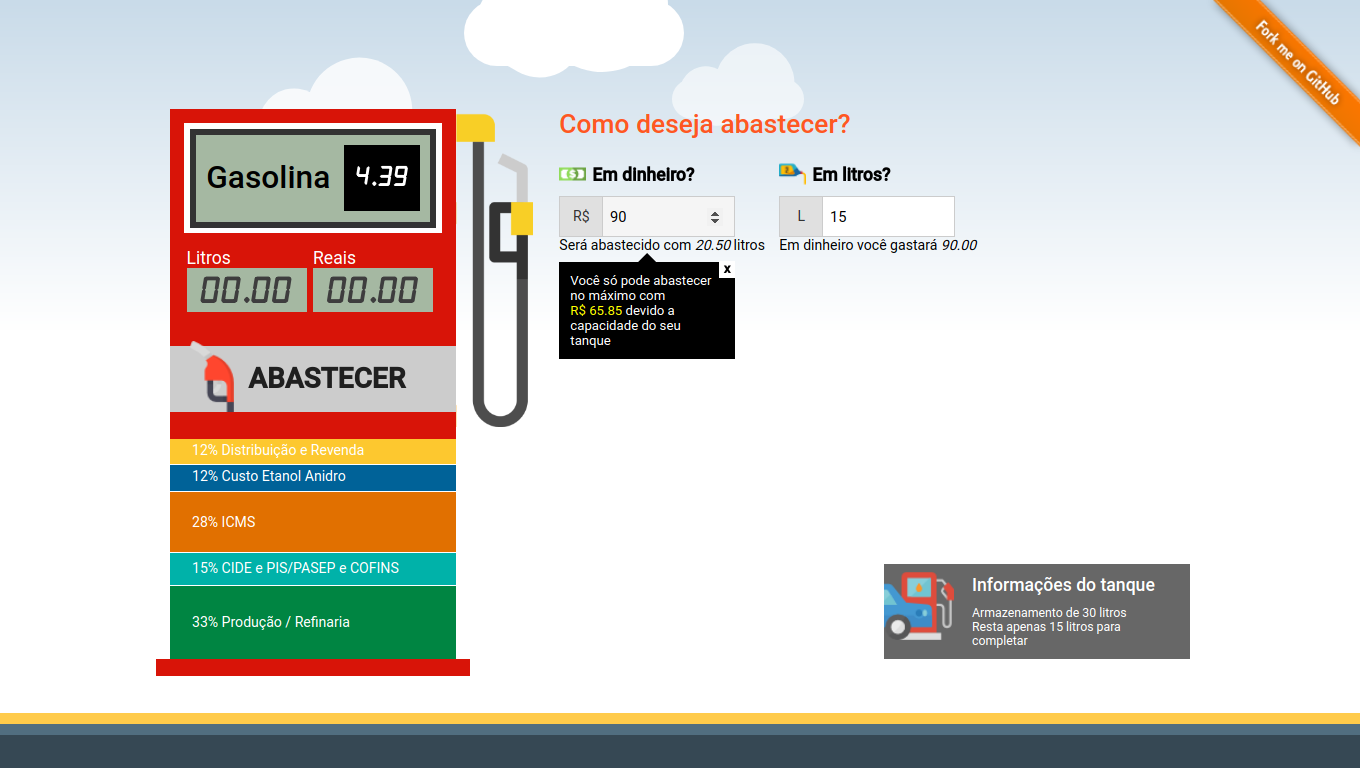 Fork me on GitHub
Gasolina 4.39
Litros Reais
00.00 00.00
ABASTECER
12% Distribuição e Revenda
12% Custo Etanol Anidro
28% ICMS
15% CIDE e PIS/PASEP e COFINS
33% Produção / Refinaria
Como deseja abastecer?
Em dinheiro?
R$ 90
Será abastecido com 20.50 litros
x
Você só pode abastecer
no máximo com
R$ 65.85 devido a
capacidade do seu
tanque
Em litros?
L 15
Em dinheiro você gastará 90.00
Informações do tanque
Armazenamento de 30 litros
Resta apenas 15 litros para
completar